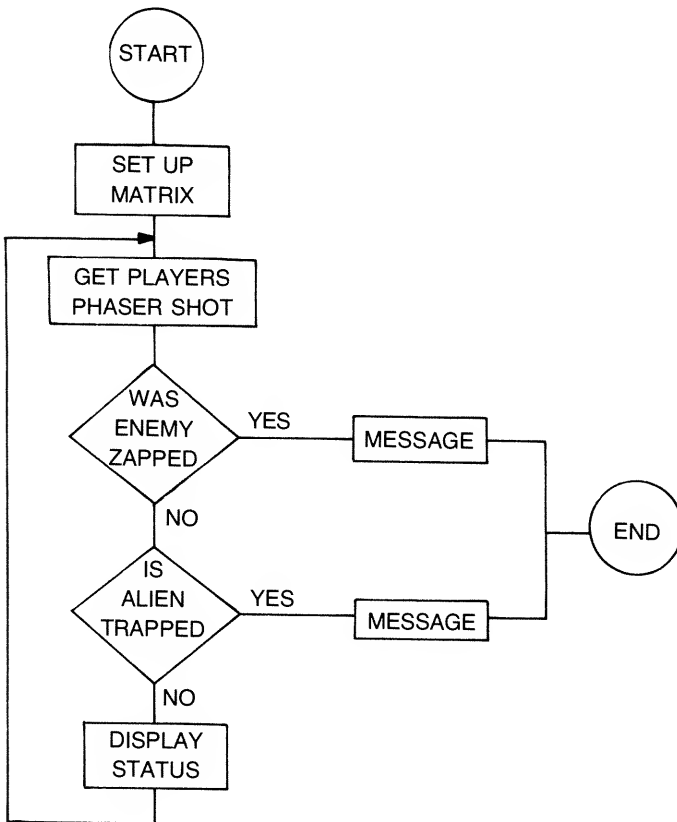 START
SET UP
MATRIX
GET PLAYERS
PHASER SHOT
WAS
ENEMY
ZAPPED
YES
MESSAGE
NO
END
IS
ALIEN
TRAPPED
YES
MESSAGE
NO
DISPLAY
STATUS